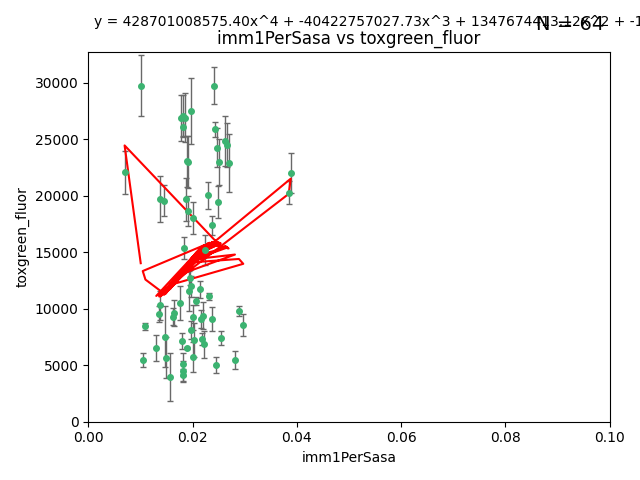 y = 428701008575.40x^4 + -40422757027.73x^3 +
N = 64
imm1PerSasa vs toxgreen_fluor
30000
25000
20000
15000
10000
5000
0
toxgreen_fluor
0.00 0.02 0.04 0.06 0.08 0.10
imm1PerSasa